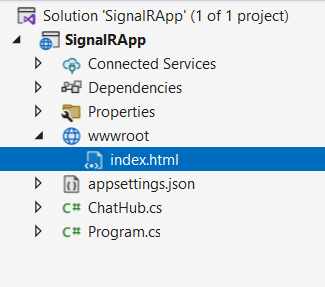 Solution 'SignalRApp' (1 of 1 project)
SignalRApp
Connected Services
Dependencies
Properties
wwwroot
index.html
appsettings.json
C# ChatHub.cs
C# Program.cs